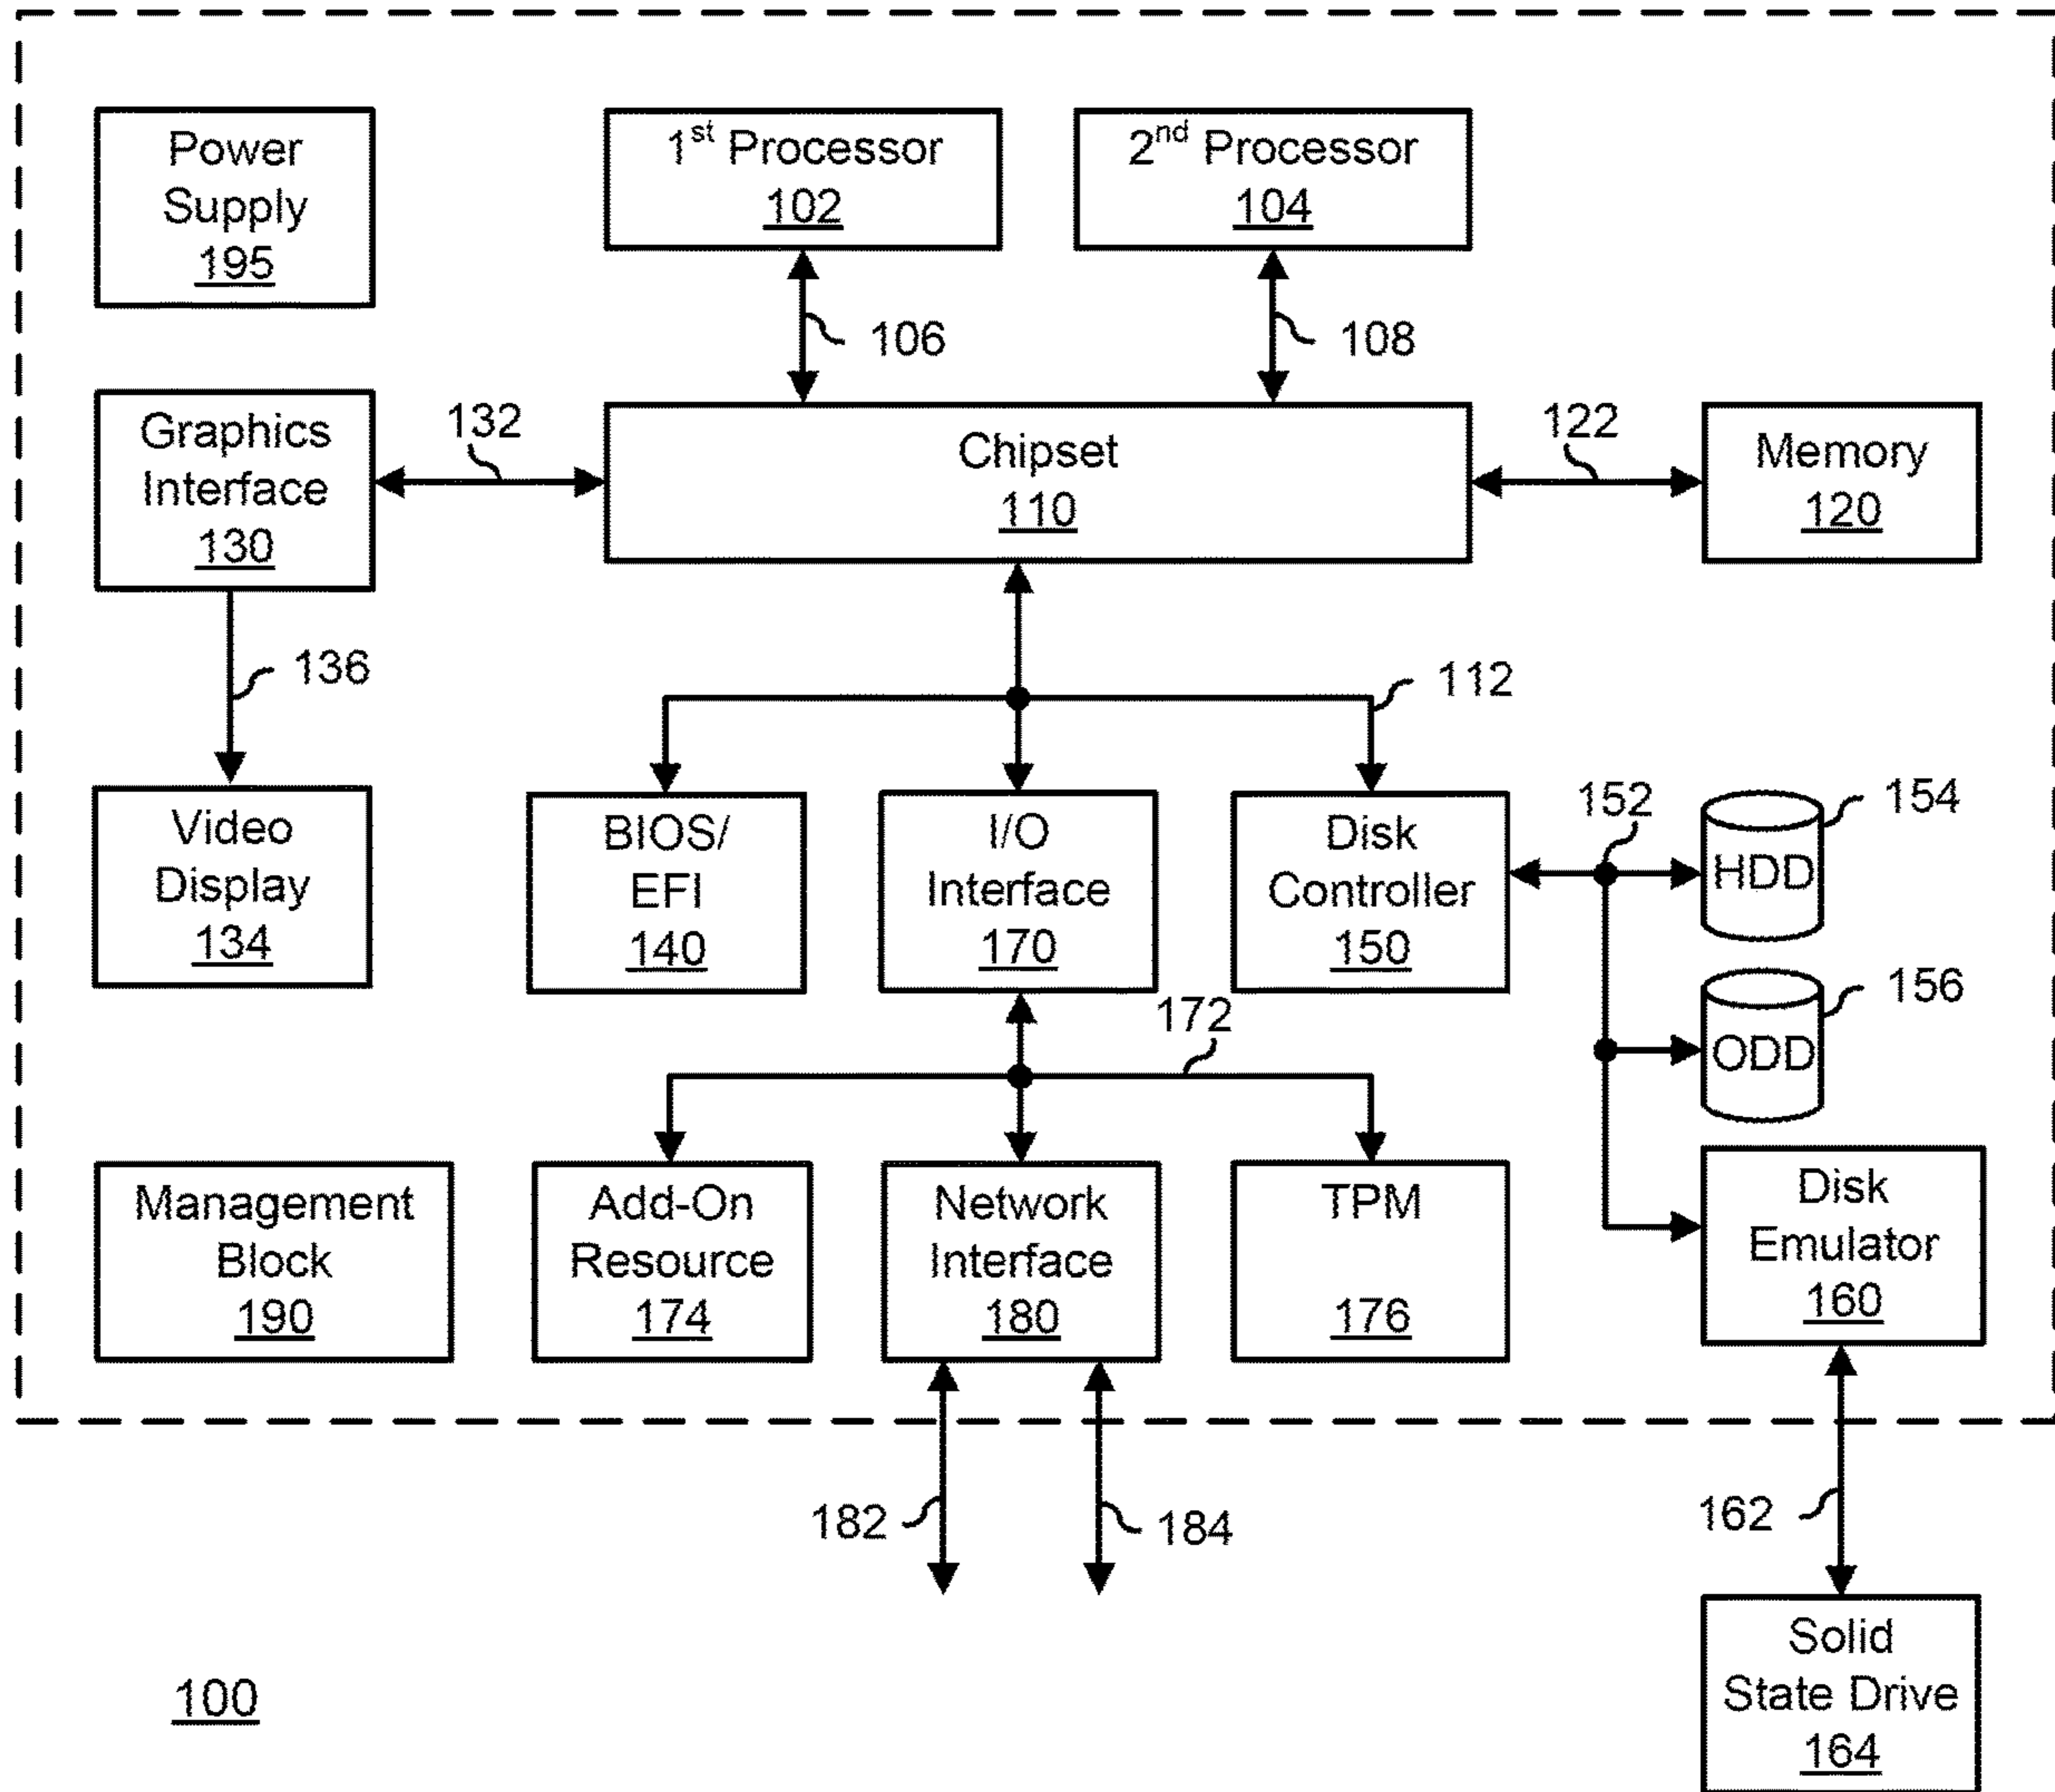 Power
Supply
195
1st Processor
102
2nd Processor
104
106
108
Graphics
Interface
130
132
Chipset
110
122
Memory
120
136
112
Video
Display
134
BIOS/
EFI
140
I/O
Interface
170
Disk
Controller
150
152
HDD
154
ODD
156
172
Management
Block
190
Add-On
Resource
174
Network
Interface
180
TPM
176
Disk
Emulator
160
182
184
162
Solid
State Drive
164
100